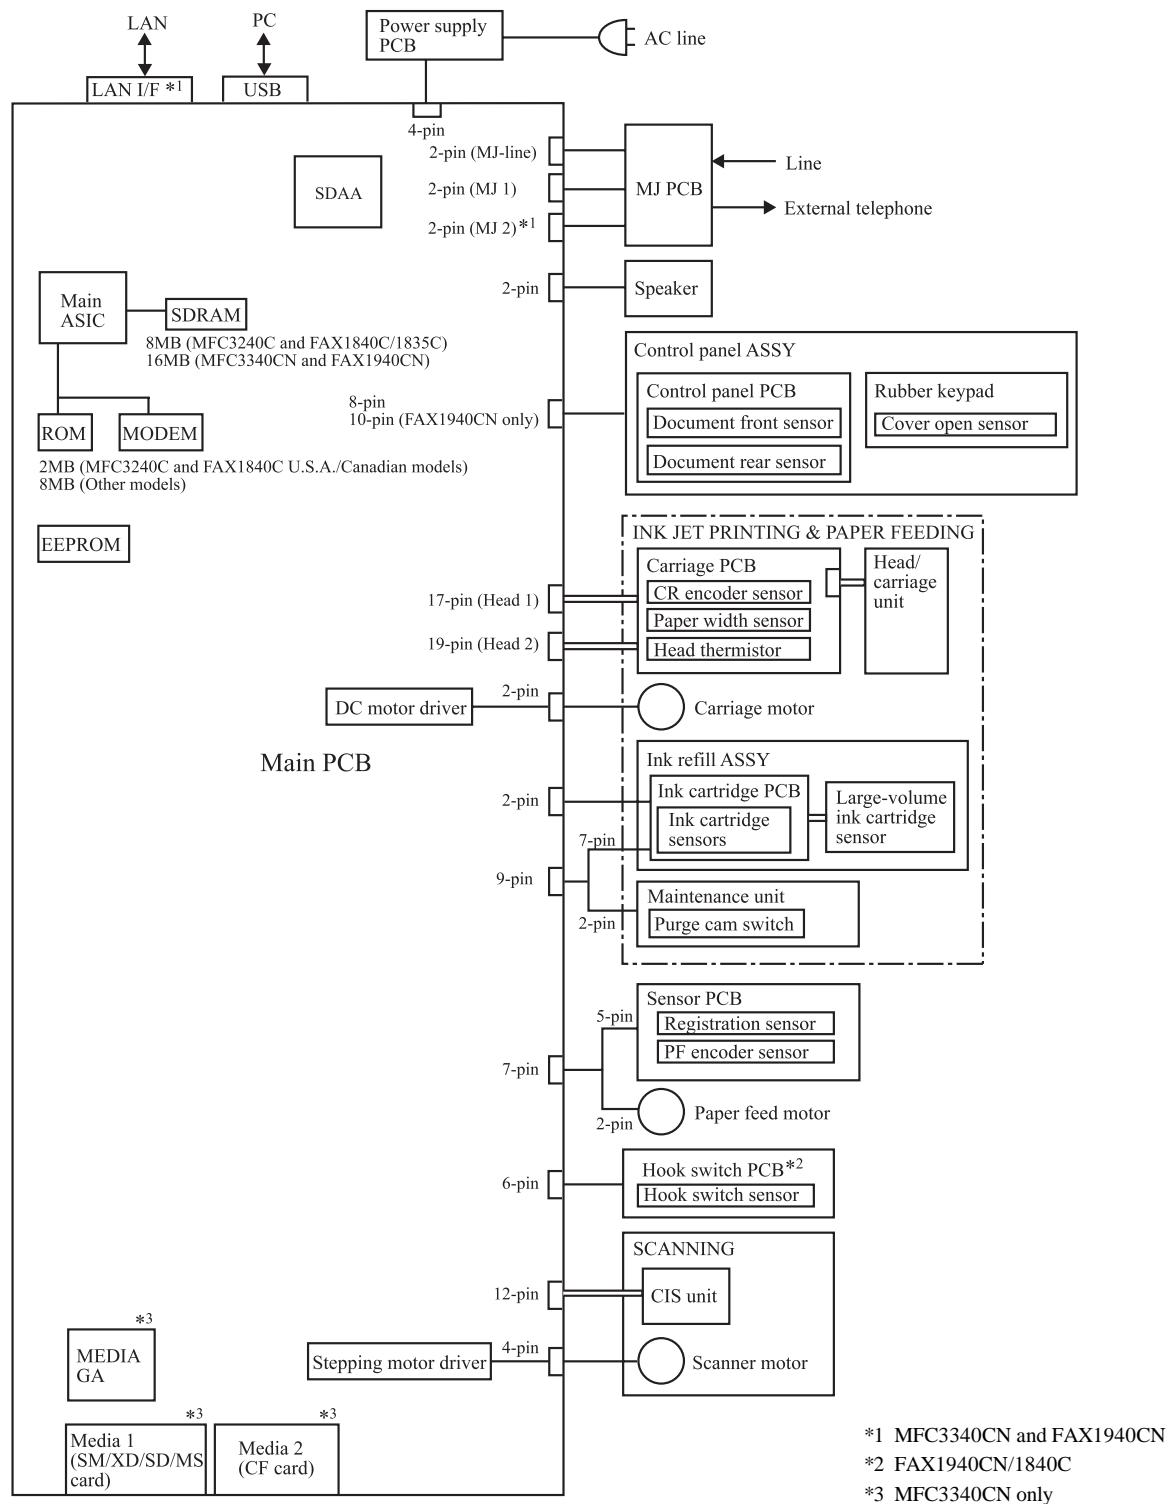 LAN
PC
Power supply
PCB
AC line
LAN I/F *1
USB
4-pin
2-pin (MJ-line)
2-pin (MJ 1)
2-pin (MJ 2)*1
MJ PCB
Line
External telephone
SDAA
2-pin
Speaker
Main
ASIC
SDRAM
8MB (MFC3240C and FAX1840C/1835C)
16MB (MFC3340CN and FAX1940CN)
Control panel ASSY
Control panel PCB
Document front sensor
Document rear sensor
Rubber keypad
Cover open sensor
8-pin
10-pin (FAX1940CN only)
ROM
MODEM
2MB (MFC3240C and FAX1840C U.S.A./Canadian models)
8MB (Other models)
EEPROM
INK JET PRINTING & PAPER FEEDING
Carriage PCB
CR encoder sensor
Paper width sensor
Head thermistor
Head/
carriage
unit
17-pin (Head 1)
19-pin (Head 2)
DC motor driver
2-pin
Carriage motor
Main PCB
Ink refill ASSY
Ink cartridge PCB
Ink cartridge
sensors
Large-volume
ink cartridge
sensor
2-pin
7-pin
9-pin
2-pin
Maintenance unit
Purge cam switch
Sensor PCB
Registration sensor
PF encoder sensor
5-pin
7-pin
2-pin
Paper feed motor
6-pin
Hook switch PCB*2
Hook switch sensor
SCANNING
12-pin
CIS unit
Stepping motor driver
4-pin
Scanner motor
*3
MEDIA
GA
*3
Media 1
(SM/XD/SD/MS
card)
*3
Media 2
(CF card)
*1 MFC3340CN and FAX1940CN
*2 FAX1940CN/1840C
*3 MFC3340CN only